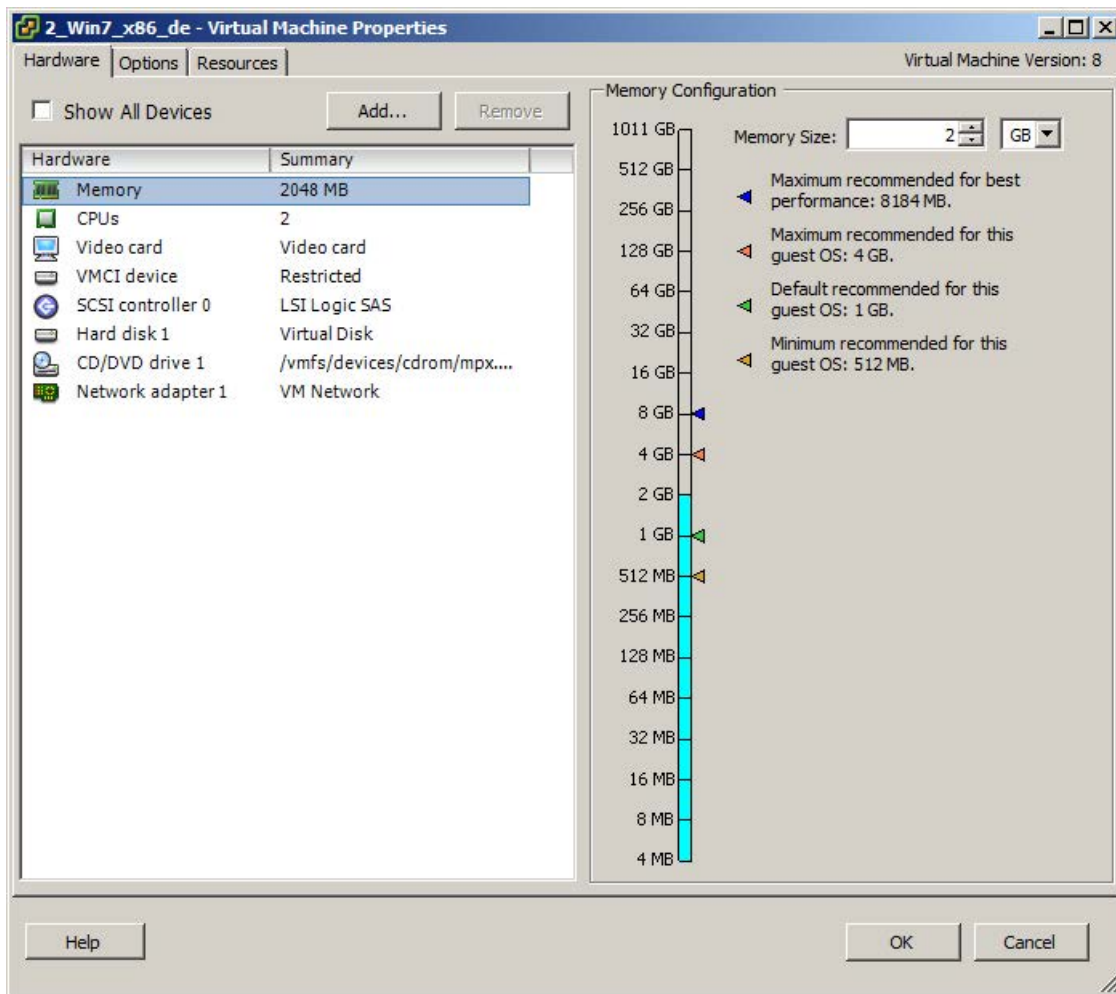 2_Win7_x86_de - Virtual Machine Properties
Hardware Options Resources
Virtual Machine Version: 8
Show All Devices
Add...
Remove
Hardware Summary
Memory 2048 MB
CPUs 2
Video card Video card
VMCI device Restricted
SCSI controller 0 LSI Logic SAS
Hard disk 1 Virtual Disk
CD/DVD drive 1 /vmfs/devices/cdrom/mpx....
Network adapter 1 VM Network
Memory Configuration
Memory Size: 2 GB
Maximum recommended for best
performance: 8184 MB.
Maximum recommended for this
guest OS: 4 GB.
Default recommended for this
guest OS: 1 GB.
Minimum recommended for this
guest OS: 512 MB.
1011 GB
512 GB
256 GB
128 GB
64 GB
32 GB
16 GB
8 GB
4 GB
2 GB
1 GB
512 MB
256 MB
128 MB
64 MB
32 MB
16 MB
8 MB
4 MB
Help
OK
Cancel